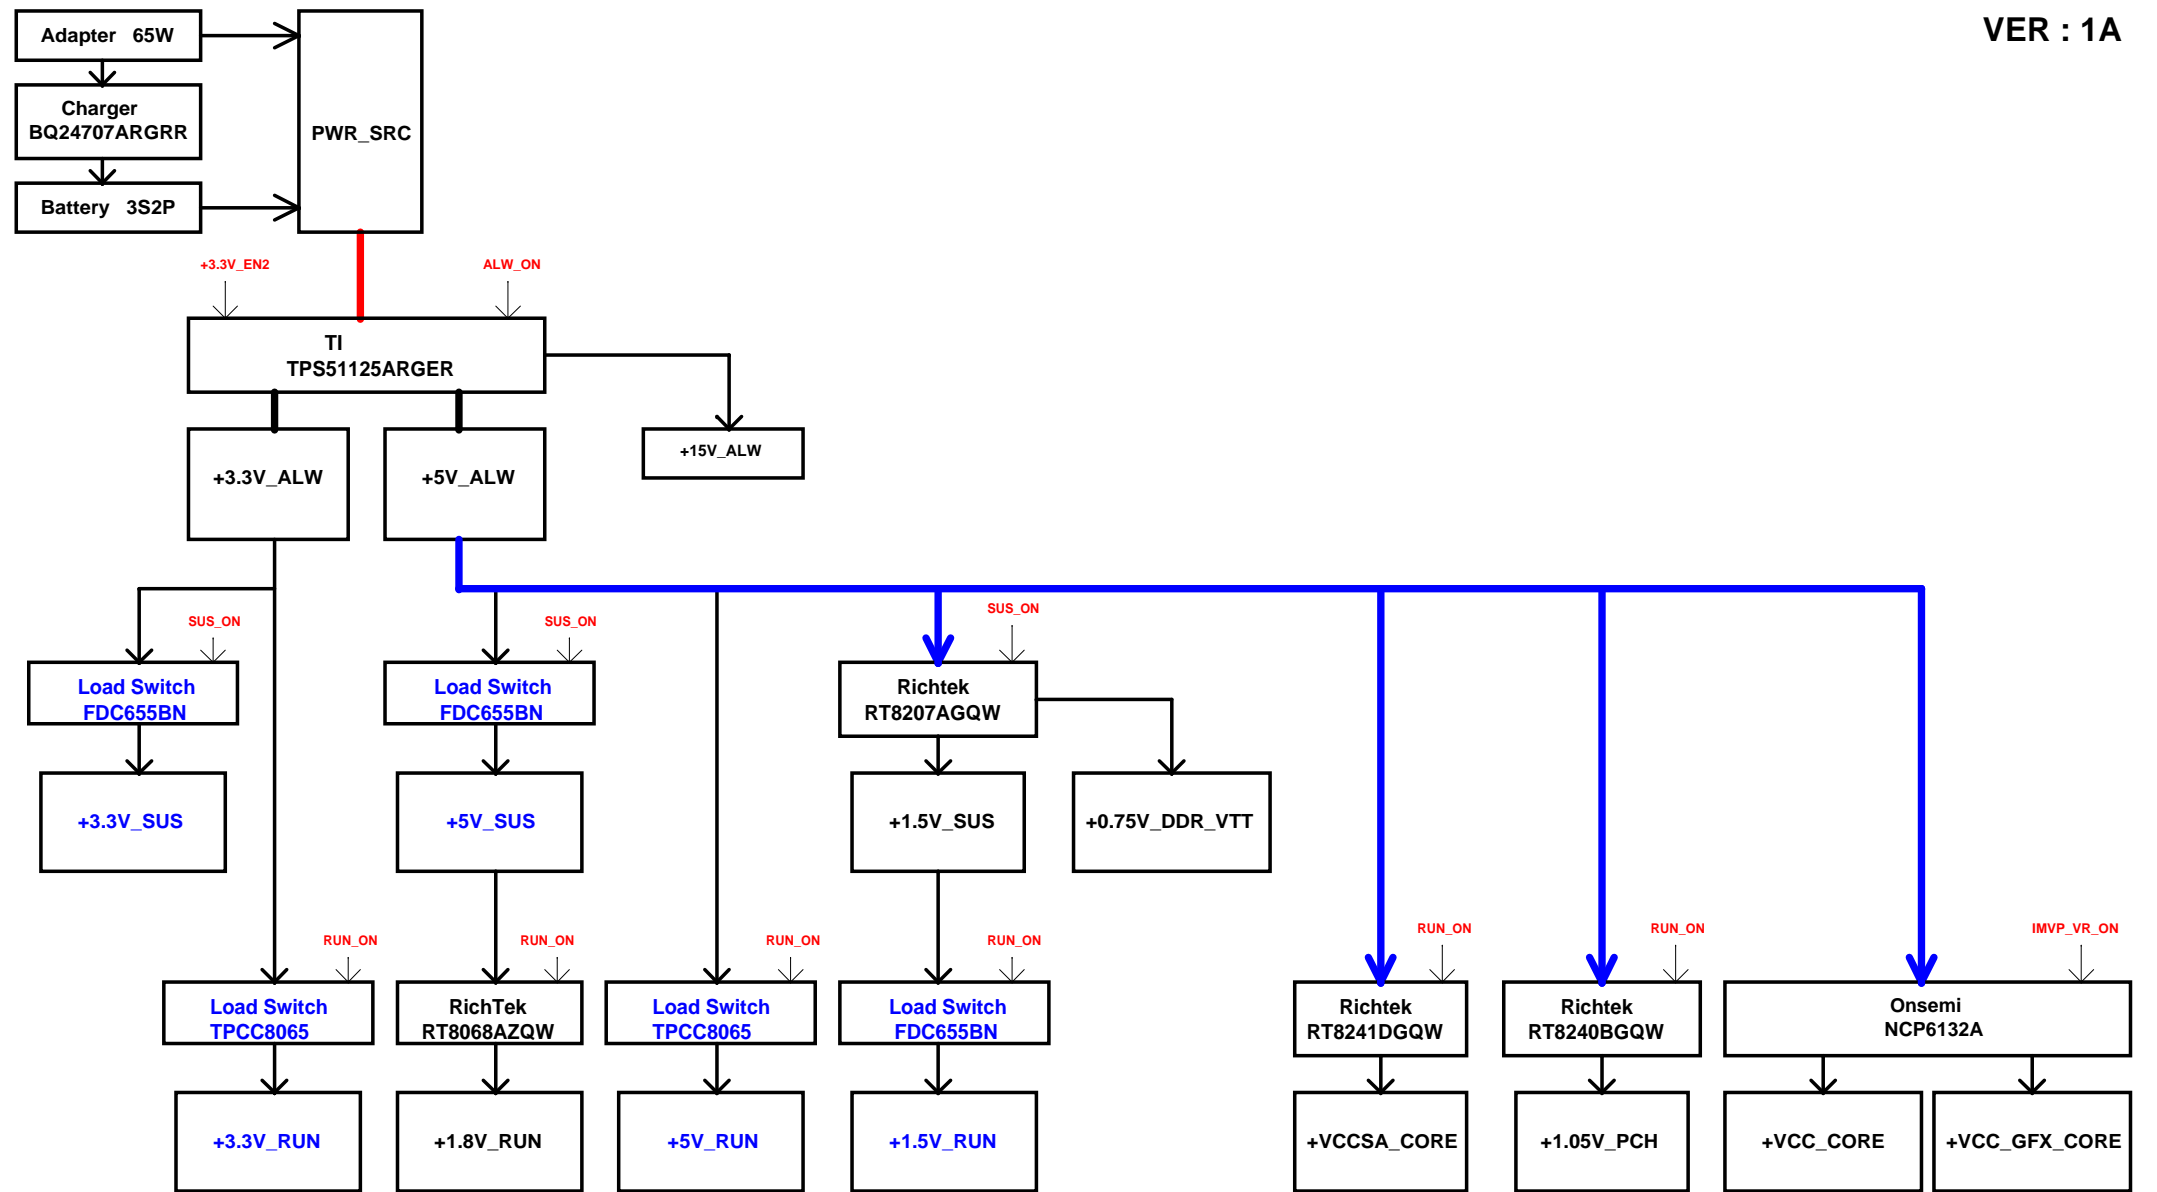 VER : 1A
Adapter 65W
Charger
BQ24707ARGRR
PWR_SRC
Battery 3S2P
+3.3V_EN2
ALW_ON
TI
TPS51125ARGER
+3.3V_ALW
+5V_ALW
+15V_ALW
SUS_ON
SUS_ON
SUS_ON
Load Switch
FDC655BN
Load Switch
FDC655BN
Richtek
RT8207AGQW
+3.3V_SUS
+5V_SUS
+1.5V_SUS
+0.75V_DDR_VTT
RUN_ON
RUN_ON
RUN_ON
RUN_ON
RUN_ON
RUN_ON
IMVP_VR_ON
Load Switch
TPCC8065
RichTek
RT8068AZQW
Load Switch
TPCC8065
Load Switch
FDC655BN
Richtek
RT8241DGQW
Richtek
RT8240BGQW
Onsemi
NCP6132A
+3.3V_RUN
+1.8V_RUN
+5V_RUN
+1.5V_RUN
+VCCSA_CORE
+1.05V_PCH
+VCC_CORE
+VCC_GFX_CORE